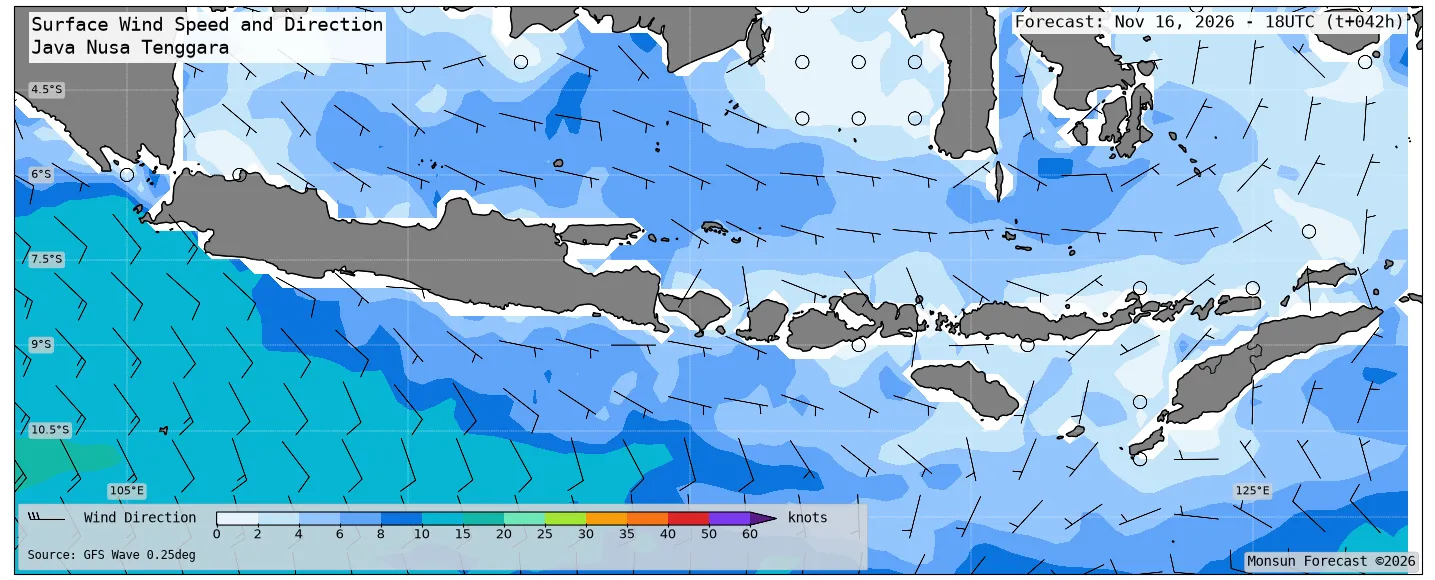 Surface Wind Speed and Direction
Java Nusa Tenggara
Forecast: Nov 16, 2026 - 18UTC (t+042h)
4.5°S
6°S
7.5°S
9°S
10.5°S
105°E
125°E
Wind Direction
0 2 4 6 8 10 15 20 25 30 35 40 50 60
knots
Source: GFS Wave 0.25deg
Monsun Forecast ©2026